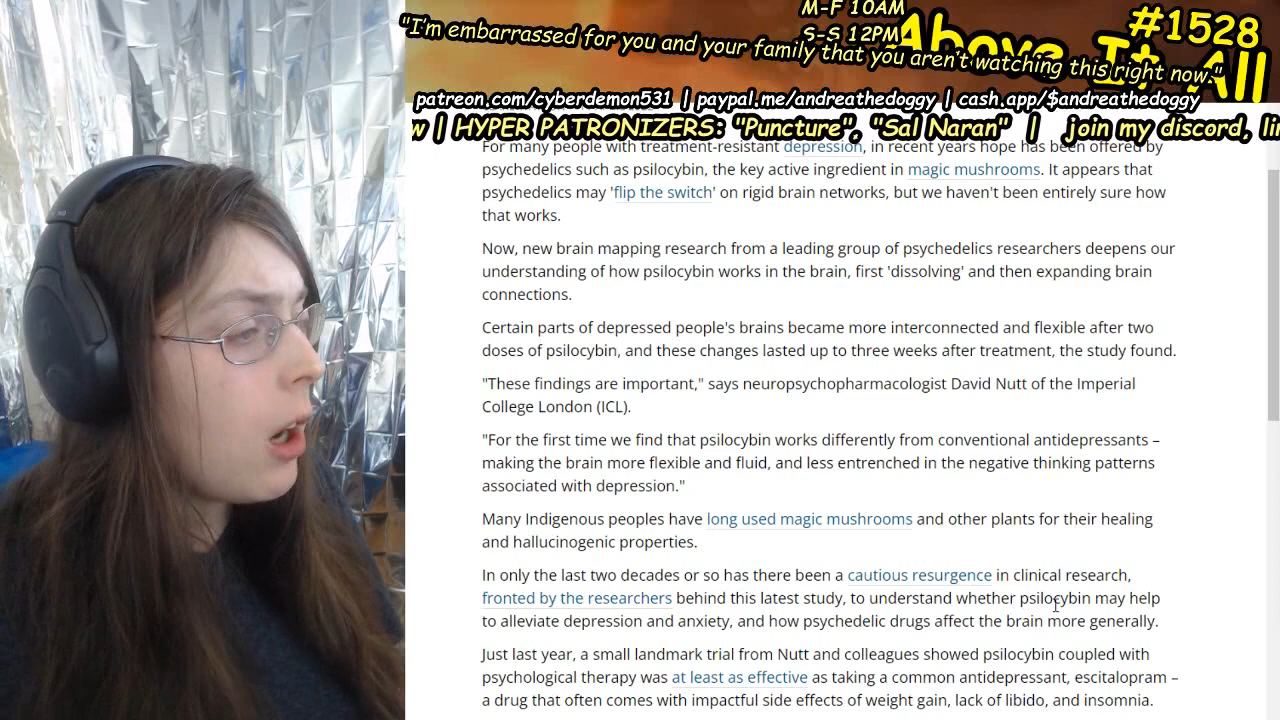 M-F 10AM
S-S 12PM
#1528
Above It All
"I'm embarrassed for you and your family that you aren't watching this right now."
patreon.com/cyberdemon531 | paypal.me/andreathedoggy | cash.app/$andreathedoggy
w | HYPER PATRONIZERS: "Puncture", "Sal Naran" | join my discord, li
For many people with treatment-resistant depression, in recent years hope has been offered by
psychedelics such as psilocybin, the key active ingredient in magic mushrooms. It appears that
psychedelics may 'flip the switch' on rigid brain networks, but we haven't been entirely sure how
that works.
Now, new brain mapping research from a leading group of psychedelics researchers deepens our
understanding of how psilocybin works in the brain, first 'dissolving' and then expanding brain
connections.
Certain parts of depressed people's brains became more interconnected and flexible after two
doses of psilocybin, and these changes lasted up to three weeks after treatment, the study found.
"These findings are important," says neuropsychopharmacologist David Nutt of the Imperial
College London (ICL).
"For the first time we find that psilocybin works differently from conventional antidepressants –
making the brain more flexible and fluid, and less entrenched in the negative thinking patterns
associated with depression."
Many Indigenous peoples have long used magic mushrooms and other plants for their healing
and hallucinogenic properties.
In only the last two decades or so has there been a cautious resurgence in clinical research,
fronted by the researchers behind this latest study, to understand whether psilocybin may help
to alleviate depression and anxiety, and how psychedelic drugs affect the brain more generally.
Just last year, a small landmark trial from Nutt and colleagues showed psilocybin coupled with
psychological therapy was at least as effective as taking a common antidepressant, escitalopram –
a drug that often comes with impactful side effects of weight gain, lack of libido, and insomnia.